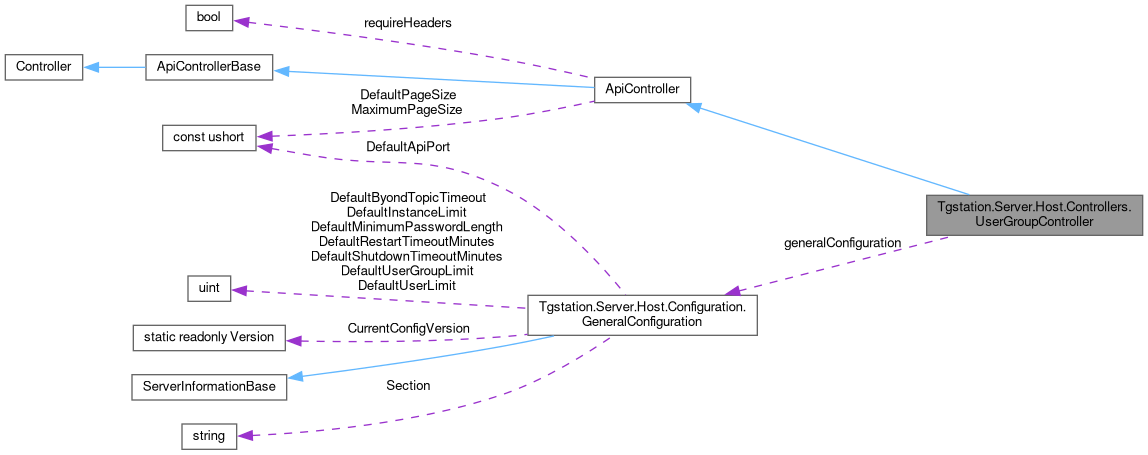 bool
requireHeaders
Controller
ApiControllerBase
ApiController
DefaultPageSize
MaximumPageSize
const ushort
DefaultApiPort
Tgstation.Server.Host.Controllers.
UserGroupController
DefaultByondTopicTimeout
DefaultInstanceLimit
DefaultMinimumPasswordLength
DefaultRestartTimeoutMinutes
DefaultShutdownTimeoutMinutes
DefaultUserGroupLimit
DefaultUserLimit
generalConfiguration
uint
Tgstation.Server.Host.Configuration.
GeneralConfiguration
static readonly Version
CurrentConfigVersion
ServerInformationBase
Section
string